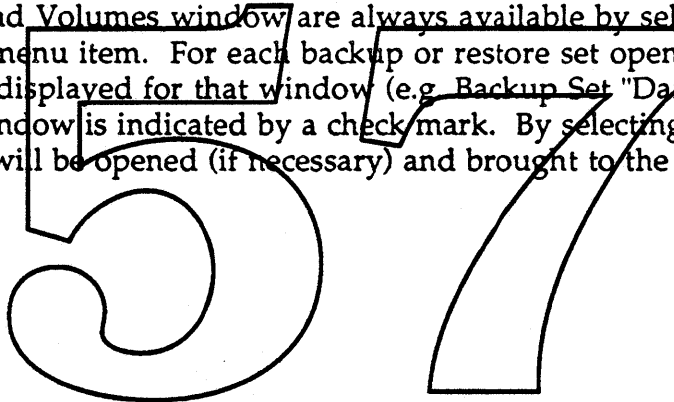 nd Volumes window are always available by sel
menu item. For each backup or restore set open
displayed for that window (e.g. Backup Set "Da
ndow is indicated by a check mark. By selecting
will be opened (if necessary) and brought to the
57